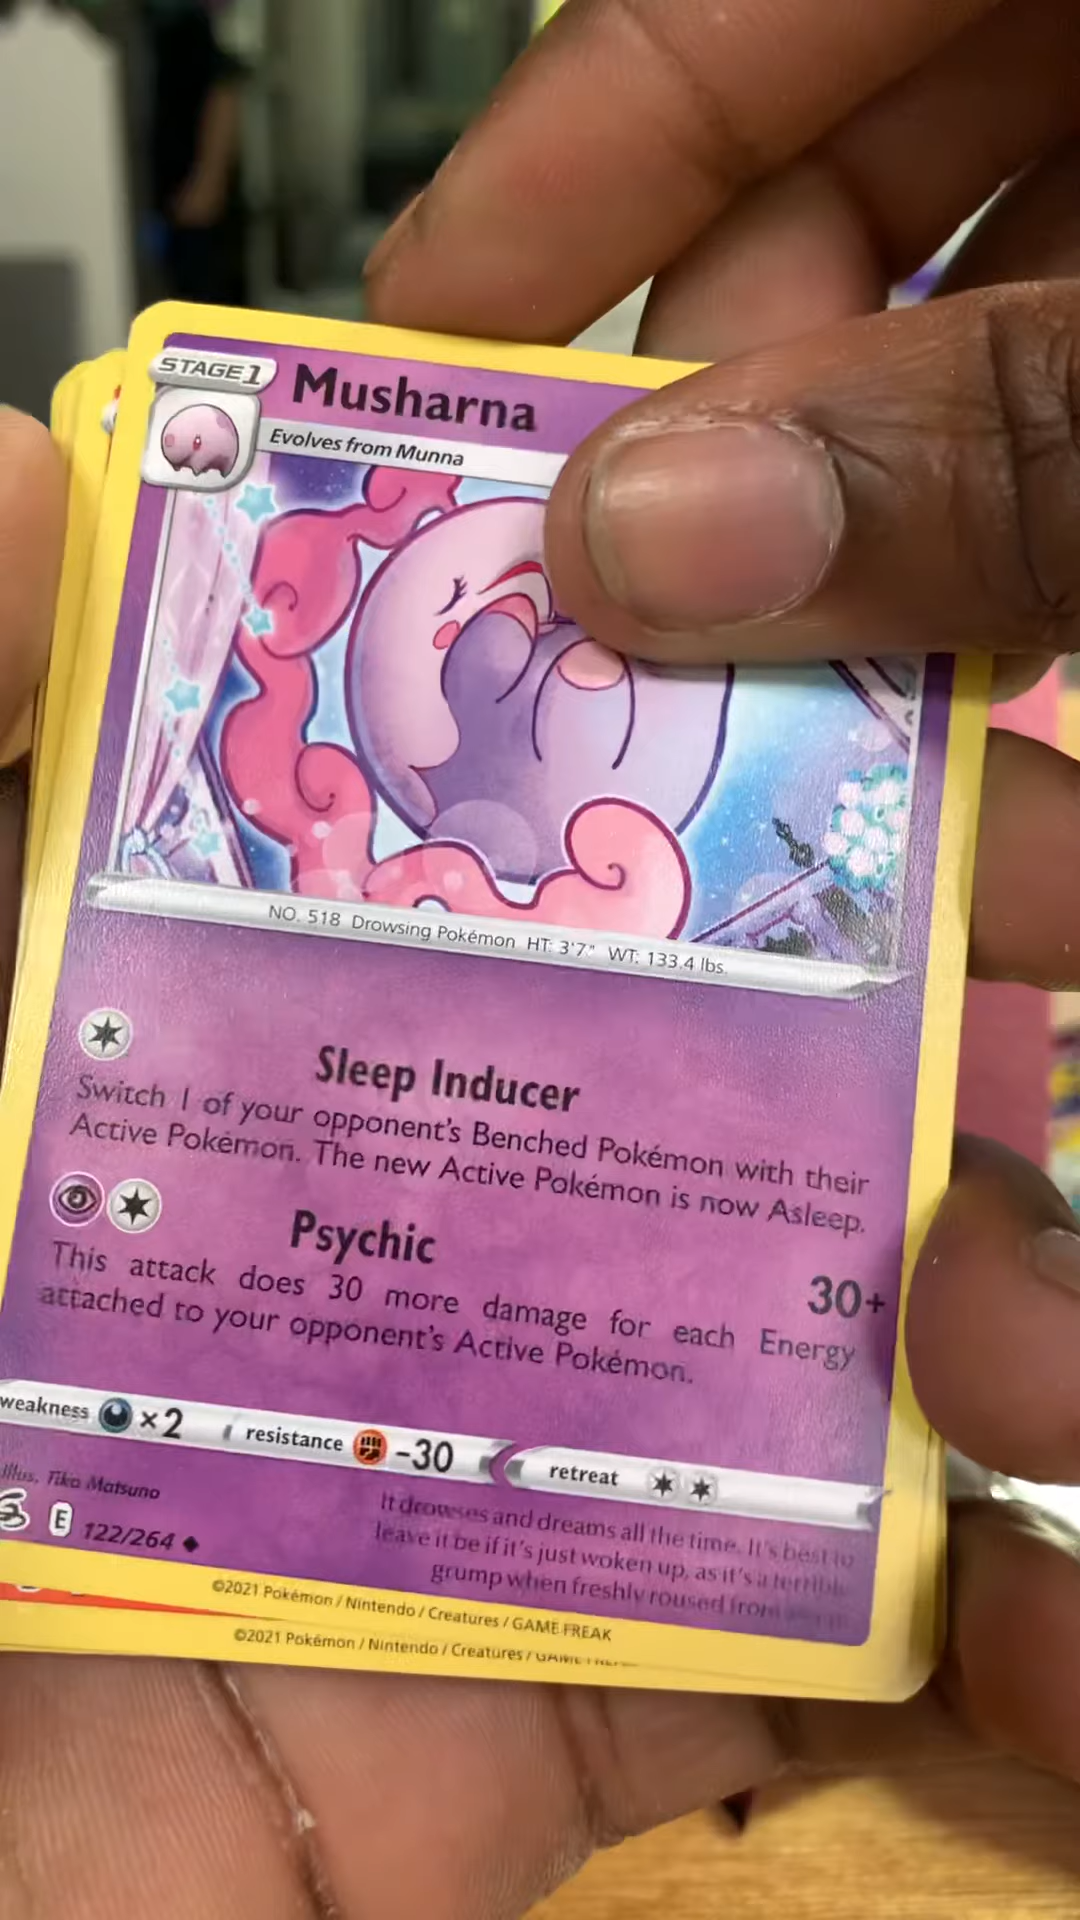 STAGE 1
Musharna
Evolves from Munna
NO. 518 Drowsing Pokémon HT: 3'7" WT: 133.4 lbs.
Sleep Inducer
Switch 1 of your opponent's Benched Pokémon with their
Active Pokémon. The new Active Pokémon is now Asleep.
Psychic
30+
This attack does 30 more damage for each Energy
attached to your opponent's Active Pokémon.
weakness ×2 resistance -30 retreat
Illus. Tika Matsuno
E 122/264
It drowses and dreams all the time. It's best to
leave it be if it's just woken up, as it's a terrible
grump when freshly roused from
©2021 Pokémon / Nintendo / Creatures / GAME FREAK
©2021 Pokémon / Nintendo / Creatures /